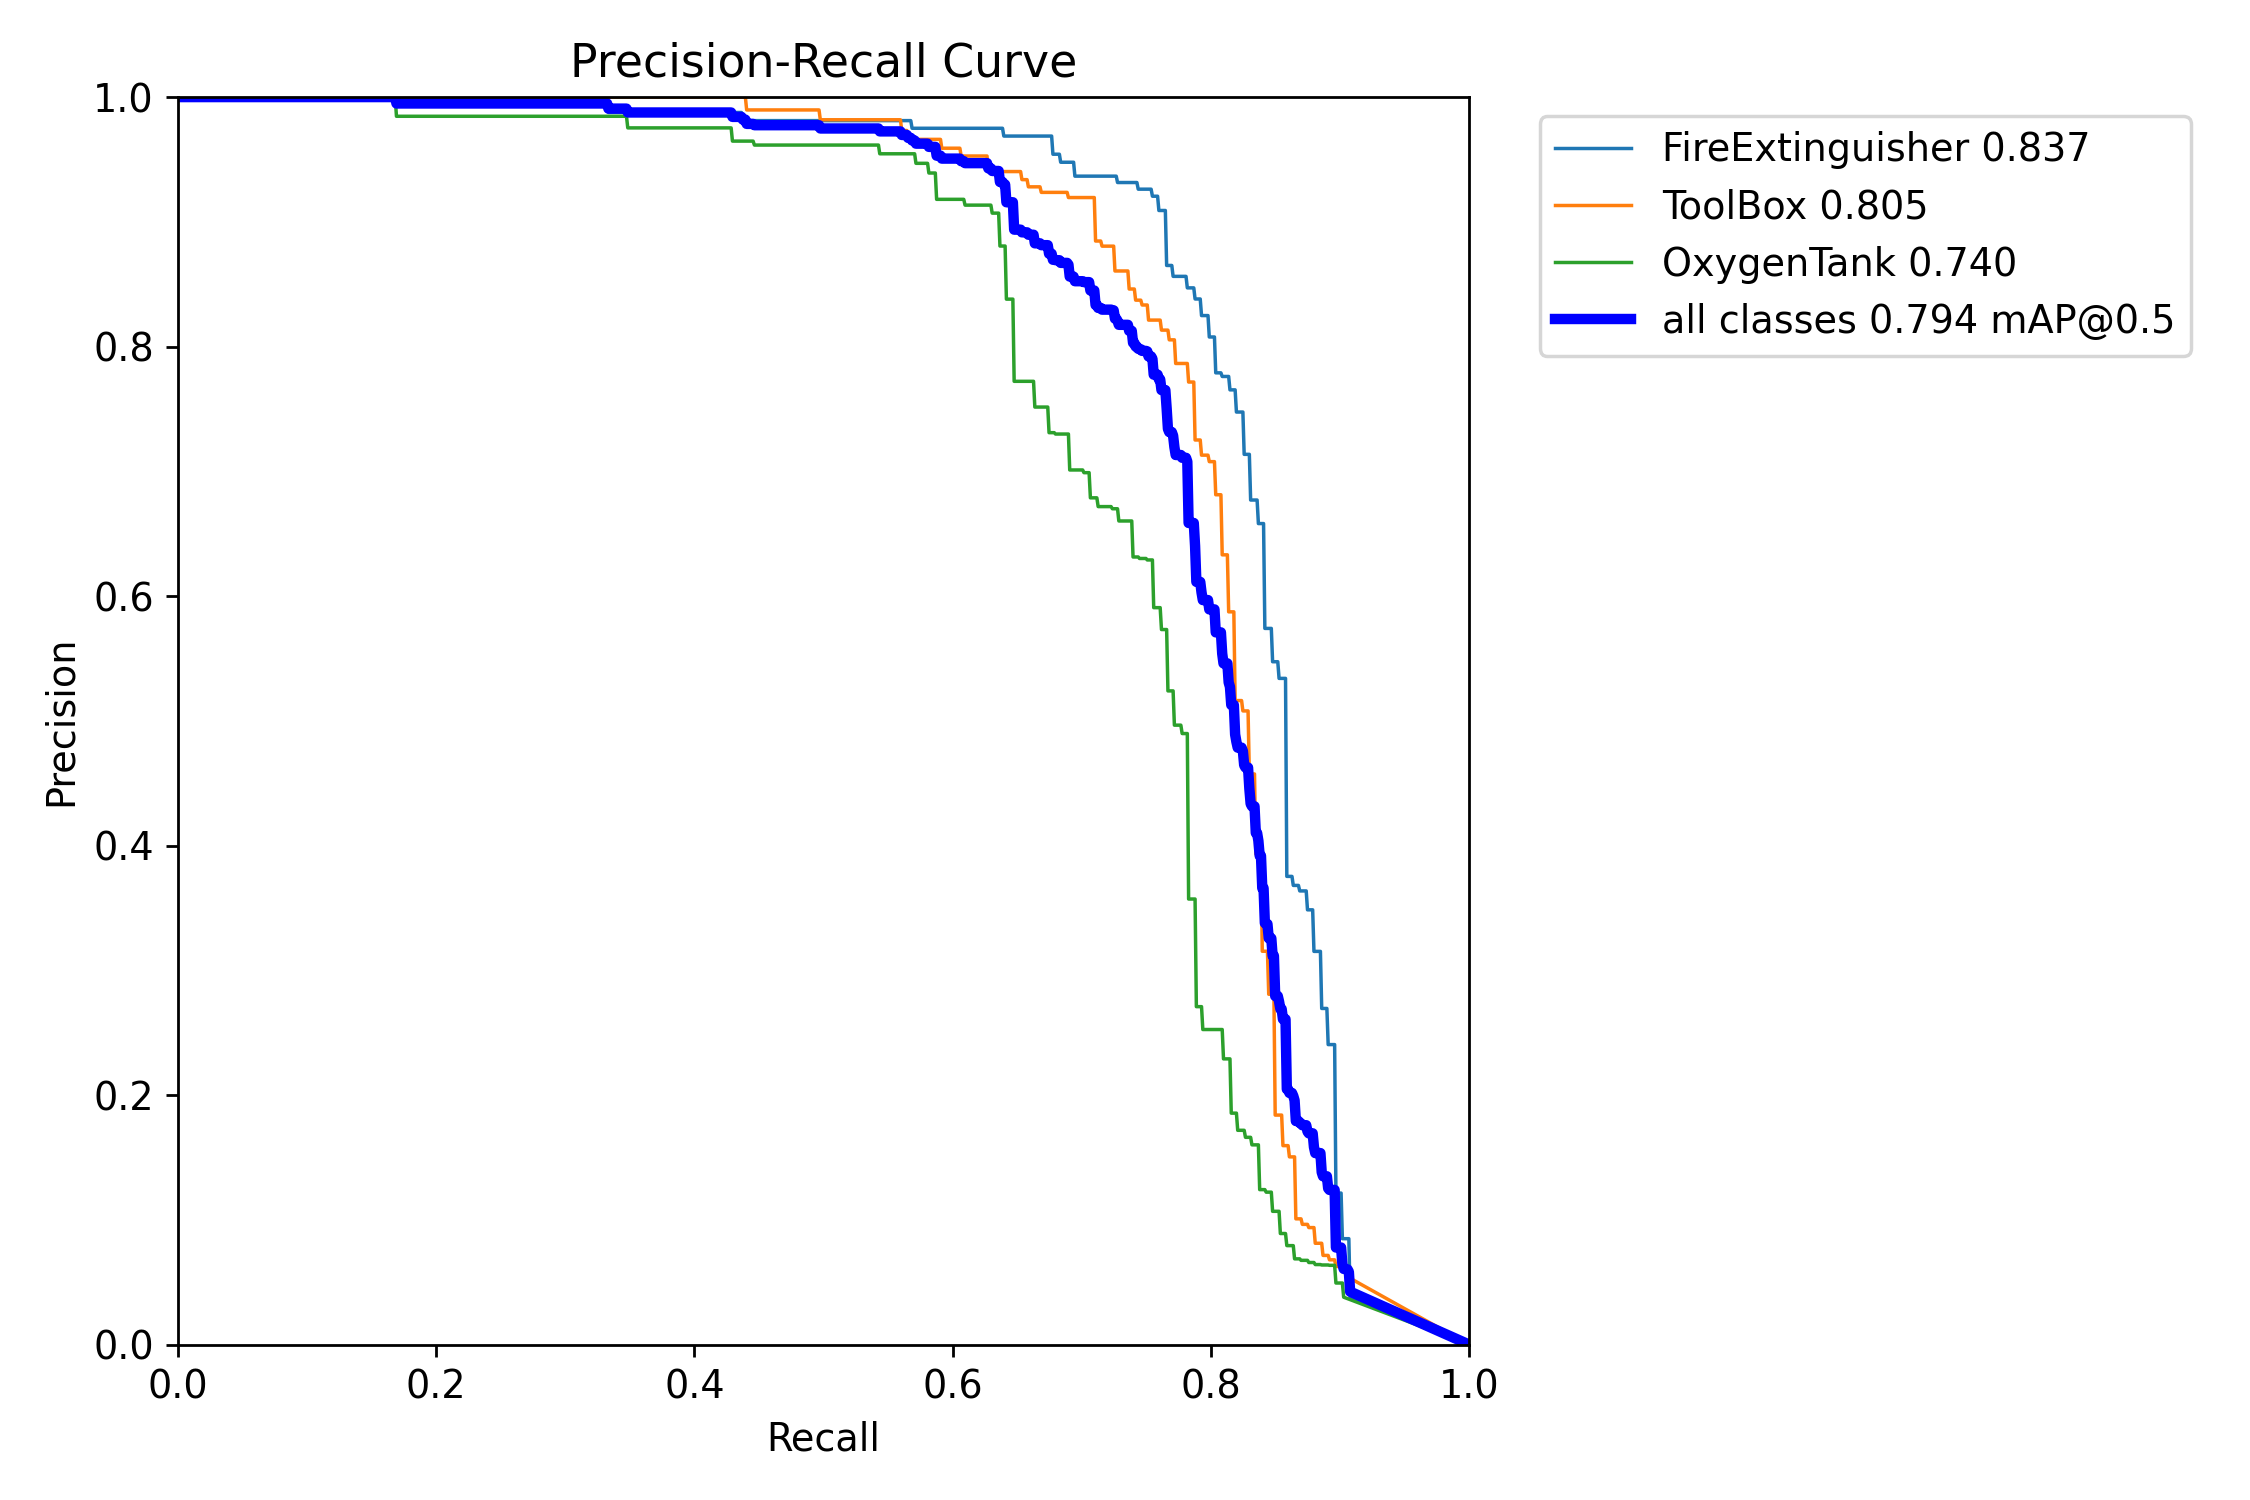 Precision-Recall Curve
1.0
0.8
0.6
0.4
0.2
0.0
Precision
0.0 0.2 0.4 0.6 0.8 1.0
Recall
FireExtinguisher 0.837
ToolBox 0.805
OxygenTank 0.740
all classes 0.794 mAP@0.5